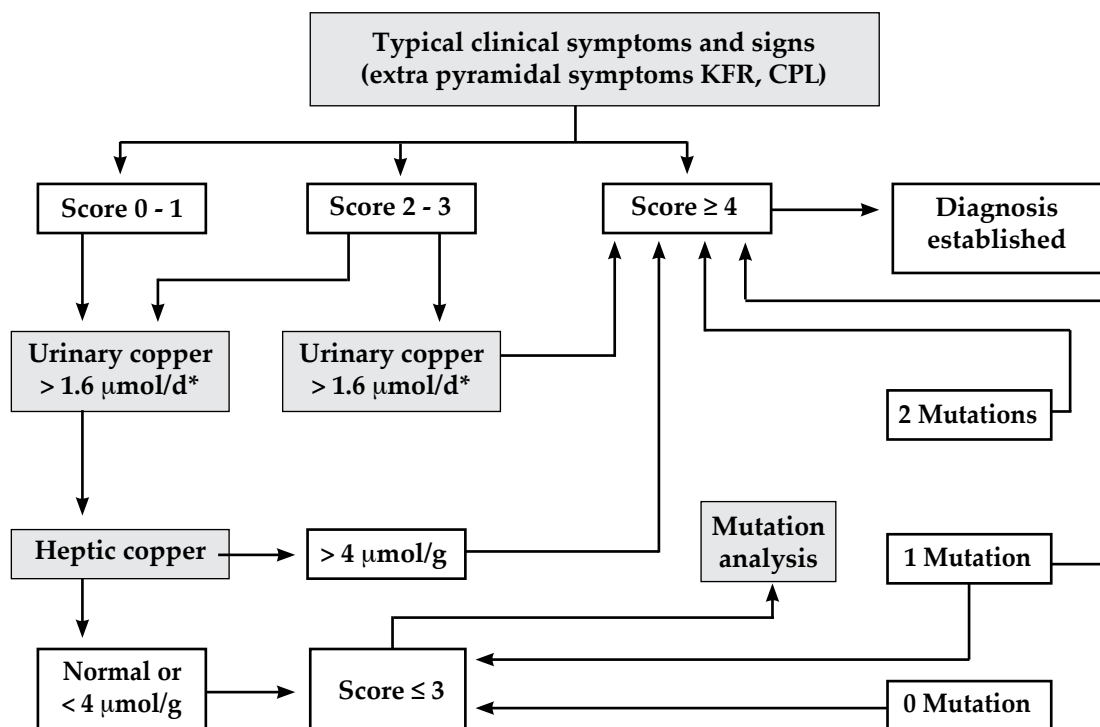 Typical clinical symptoms and signs
(extra pyramidal symptoms KFR, CPL)
Score 0 - 1
Score 2 - 3
Score ≥ 4
Diagnosis
established
Urinary copper
> 1.6 μmol/d*
Urinary copper
> 1.6 μmol/d*
2 Mutations
Heptic copper
> 4 μmol/g
Mutation
analysis
1 Mutation
Normal or
< 4 μmol/g
Score ≤ 3
0 Mutation